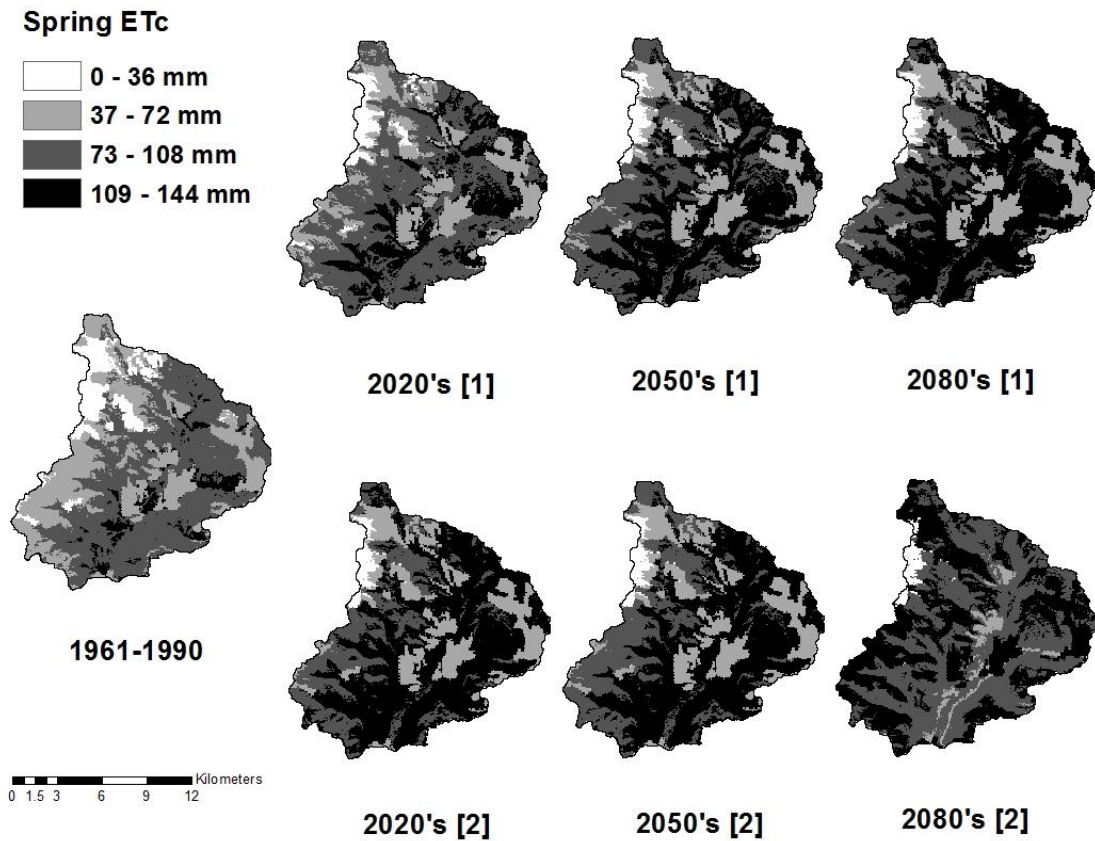 Spring ETc
0 - 36 mm
37 - 72 mm
73 - 108 mm
109 - 144 mm
2020's [1]
2050's [1]
2080's [1]
1961-1990
Kilometers
0 1.5 3 6 9 12
2020's [2]
2050's [2]
2080's [2]